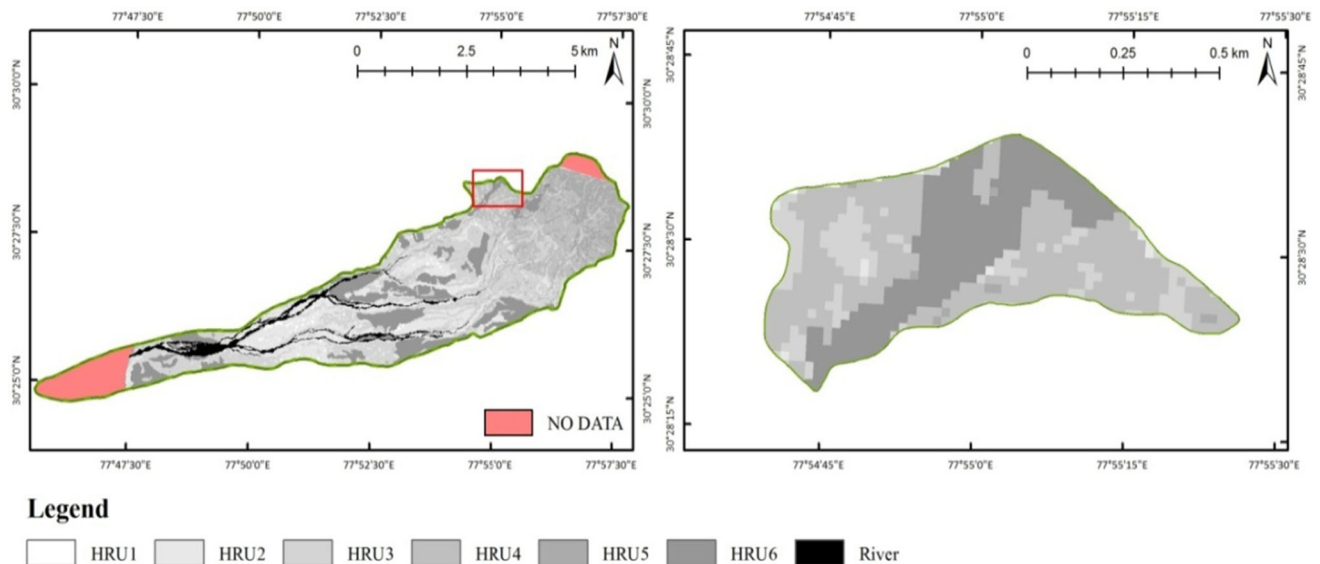 77°47'30"E 77°50'0"E 77°52'30"E 77°55'0"E 77°57'30"E
0 2.5 5 km
N
30°30'0"N
30°27'30"N
30°25'0"N
30°30'0"N
30°27'30"N
30°25'0"N
NO DATA
77°47'30"E 77°50'0"E 77°52'30"E 77°55'0"E 77°57'30"E
77°54'45"E 77°55'0"E 77°55'15"E 77°55'30"E
0 0.25 0.5 km
N
30°28'45"N
30°28'30"N
30°28'15"N
30°28'45"N
30°28'30"N
77°54'45"E 77°55'0"E 77°55'15"E 77°55'30"E
Legend
HRU1 HRU2 HRU3 HRU4 HRU5 HRU6 River